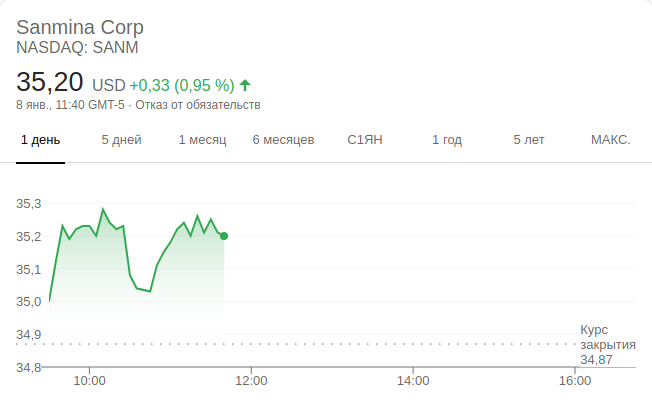 Sanmina Corp
NASDAQ: SANM
35,20 USD +0,33 (0,95 %)
8 янв., 11:40 GMT-5 · Отказ от обязательств
1 день 5 дней 1 месяц 6 месяцев С1ЯН 1 год 5 лет МАКС.
35,3
35,2
35,1
35,0
34,9
34,8
Курс
закрытия
34,87
10:00 12:00 14:00 16:00